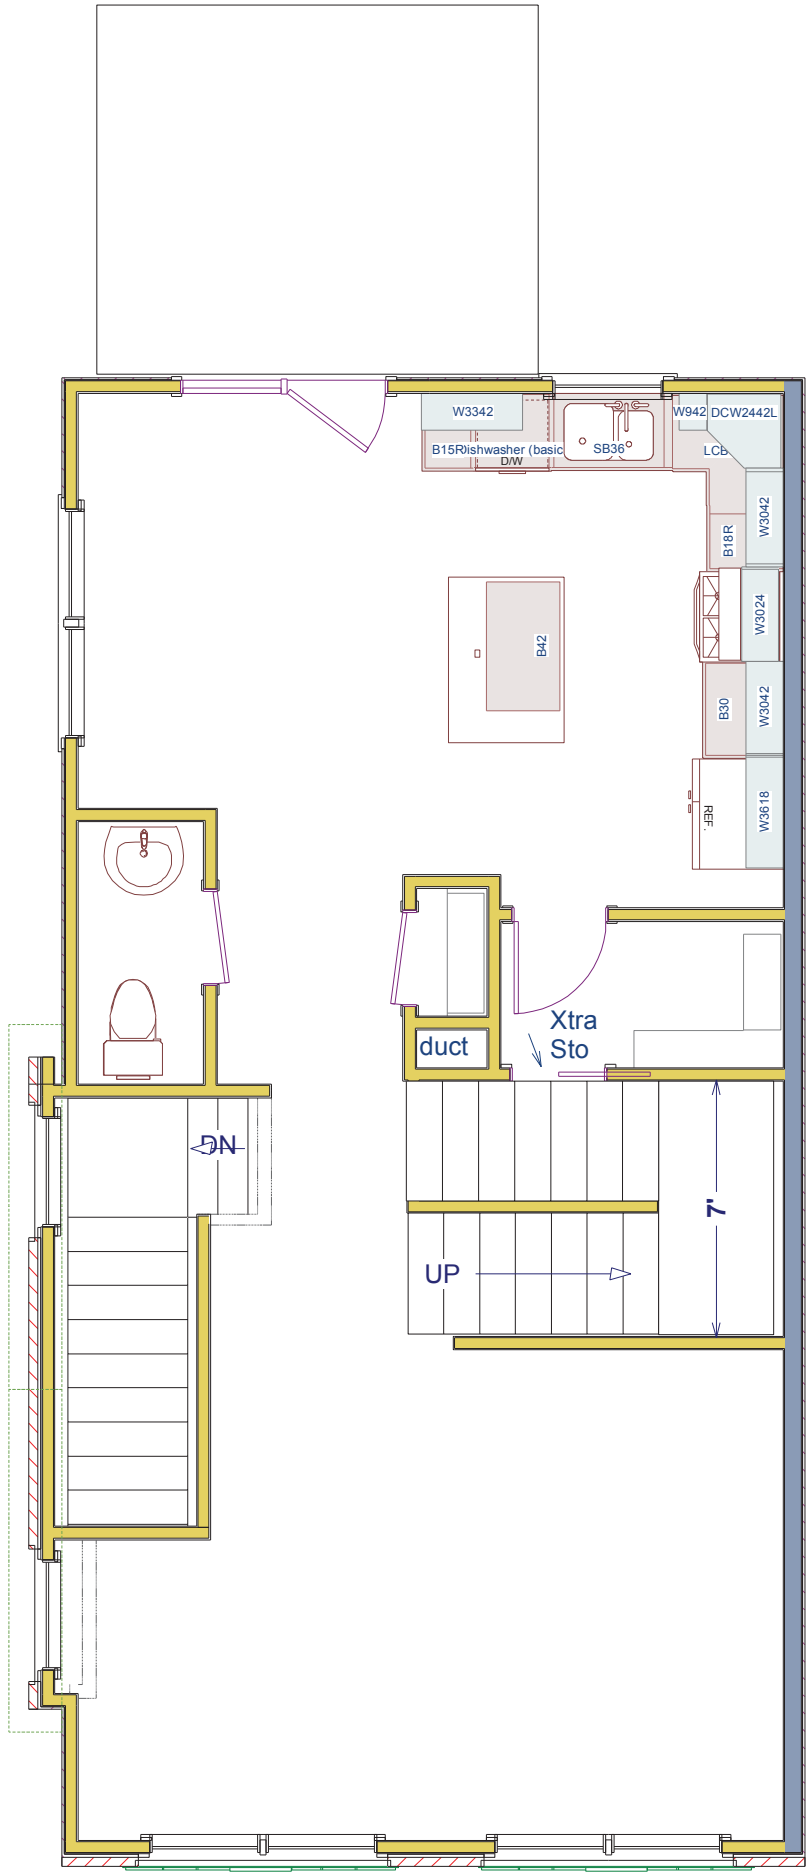 W3342
W942 DCW2442L
B15R Dishwasher (basic
SB36
LCB
D/W
W3042
B18R
W3024
B42
B30
W3042
W3618
REF.
Xtra
Sto
duct
DN
7'
UP